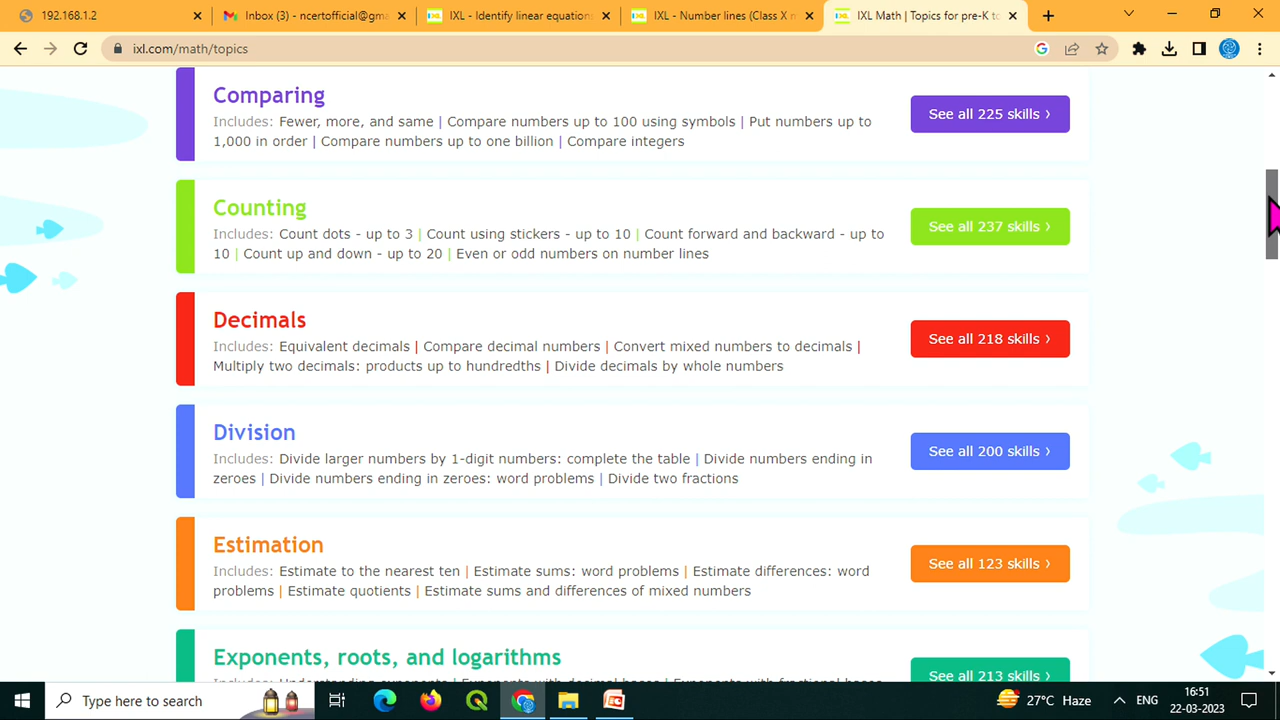 192.168.1.2
Inbox (3) - ncertofficial@gma
IXL - Identify linear equation
IXL - Number lines (Class X m
IXL Math | Topics for pre-K to
ixl.com/math/topics
Comparing
Includes: Fewer, more, and same | Compare numbers up to 100 using symbols | Put numbers up to
1,000 in order | Compare numbers up to one billion | Compare integers
See all 225 skills ›
Counting
Includes: Count dots - up to 3 | Count using stickers - up to 10 | Count forward and backward - up to
10 | Count up and down - up to 20 | Even or odd numbers on number lines
See all 237 skills ›
Decimals
Includes: Equivalent decimals | Compare decimal numbers | Convert mixed numbers to decimals |
Multiply two decimals: products up to hundredths | Divide decimals by whole numbers
See all 218 skills ›
Division
Includes: Divide larger numbers by 1-digit numbers: complete the table | Divide numbers ending in
zeroes | Divide numbers ending in zeroes: word problems | Divide two fractions
See all 200 skills ›
Estimation
Includes: Estimate to the nearest ten | Estimate sums: word problems | Estimate differences: word
problems | Estimate quotients | Estimate sums and differences of mixed numbers
See all 123 skills ›
Exponents, roots, and logarithms
See all 213 skills ›
Type here to search
27°C Haze
ENG
16:51
22-03-2023